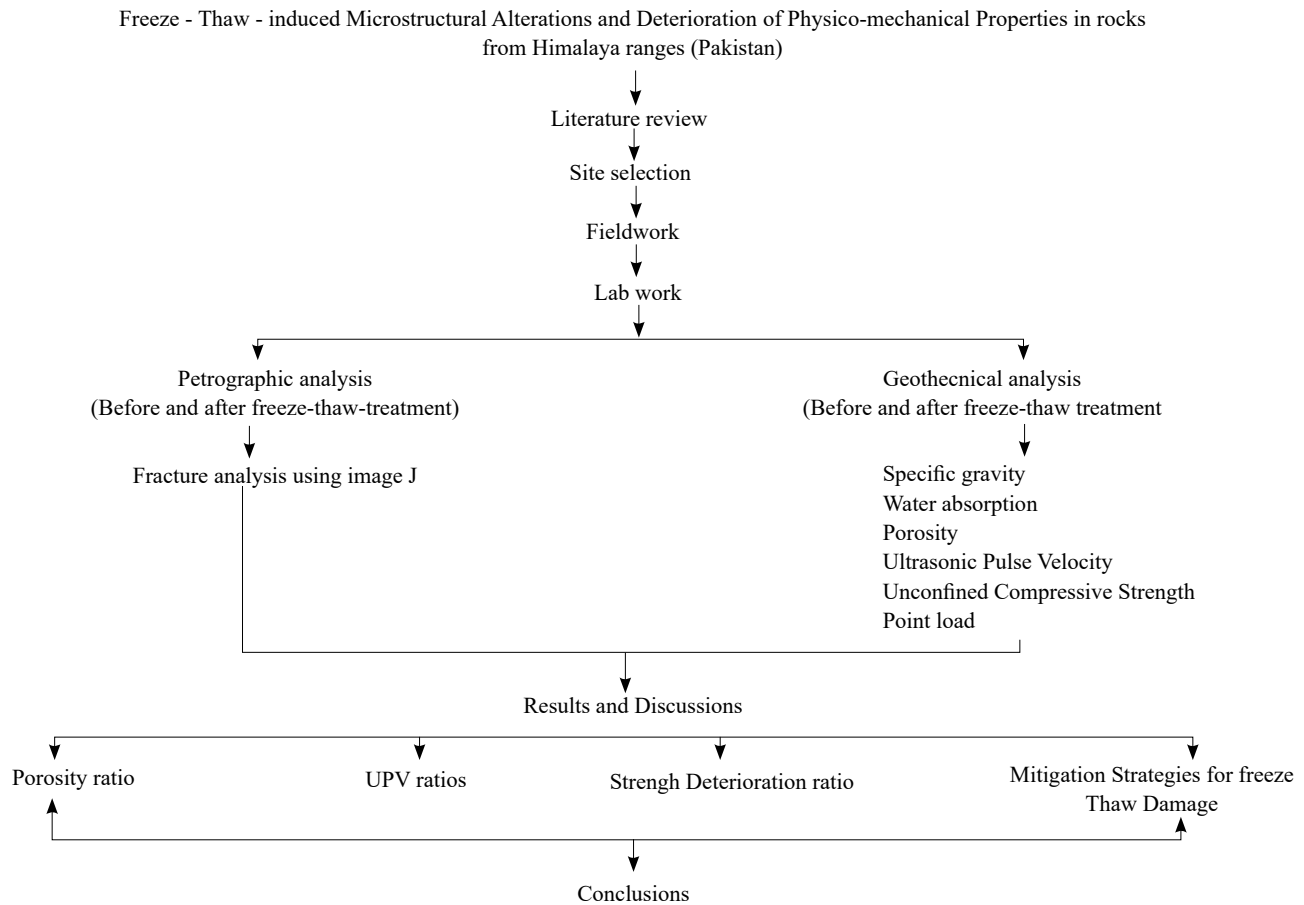 Freeze - Thaw - induced Microstructural Alterations and Deterioration of Physico-mechanical Properties in rocks
from Himalaya ranges (Pakistan)
Literature review
Site selection
Fieldwork
Lab work
Petrographic analysis
(Before and after freeze-thaw-treatment)
Fracture analysis using image J
Geothecnical analysis
(Before and after freeze-thaw treatment
Specific gravity
Water absorption
Porosity
Ultrasonic Pulse Velocity
Unconfined Compressive Strength
Point load
Results and Discussions
Porosity ratio
UPV ratios
Strengh Deterioration ratio
Mitigation Strategies for freeze
Thaw Damage
Conclusions